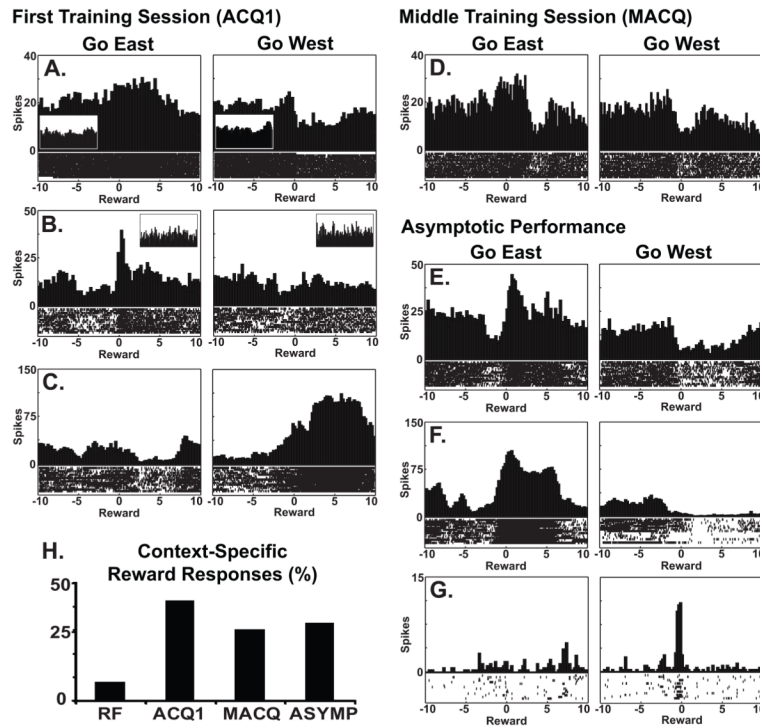 First Training Session (ACQ1)
Go East
Go West
A.
Spikes
40
20
0
-10 -5 0 5 10
Reward
-10 -5 0 5 10
Reward
B.
Spikes
50
25
0
-10 -5 0 5 10
Reward
-10 -5 0 5 10
Reward
C.
Spikes
150
75
0
-10 -5 0 5 10
Reward
-10 -5 0 5 10
Reward
H.
Context-Specific
Reward Responses (%)
50
25
0
RF ACQ1 MACQ ASYMP
Middle Training Session (MACQ)
Go East
Go West
D.
Spikes
40
20
0
-10 -5 0 5 10
Reward
-10 -5 0 5 10
Reward
Asymptotic Performance
Go East
Go West
E.
Spikes
50
25
0
-10 -5 0 5 10
Reward
-10 -5 0 5 10
Reward
F.
Spikes
150
75
0
-10 -5 0 5 10
Reward
-10 -5 0 5 10
Reward
G.
Spikes
15
0
-10 -5 0 5 10
Reward
-10 -5 0 5 10
Reward